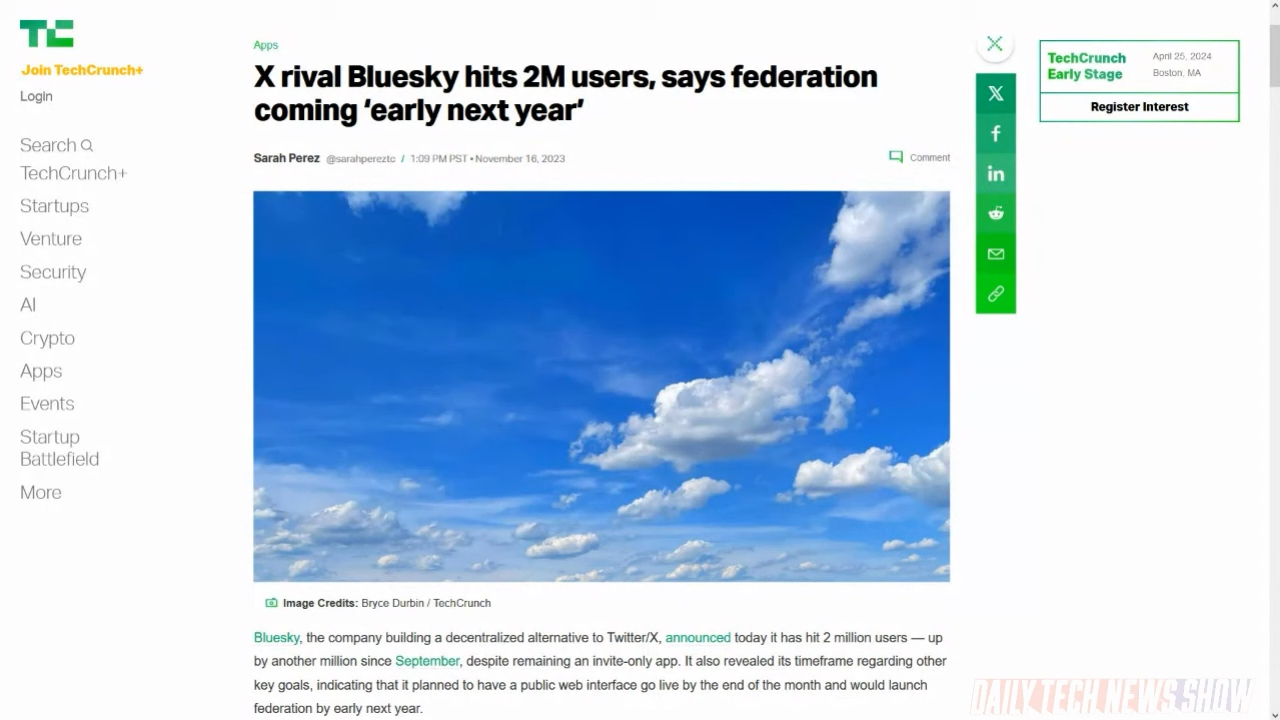 TC
Join TechCrunch+
Login
Search
TechCrunch+
Startups
Venture
Security
AI
Crypto
Apps
Events
Startup
Battlefield
More
Apps
X rival Bluesky hits 2M users, says federation
coming ‘early next year’
Sarah Perez @sarahpereztc / 1:09 PM PST • November 16, 2023
Comment
Image Credits: Bryce Durbin / TechCrunch
Bluesky, the company building a decentralized alternative to Twitter/X, announced today it has hit 2 million users — up
by another million since September, despite remaining an invite-only app. It also revealed its timeframe regarding other
key goals, indicating that it planned to have a public web interface go live by the end of the month and would launch
federation by early next year.
X
f
in
TechCrunch
Early Stage
April 25, 2024
Boston, MA
Register Interest
DAILY TECH NEWS SHOW